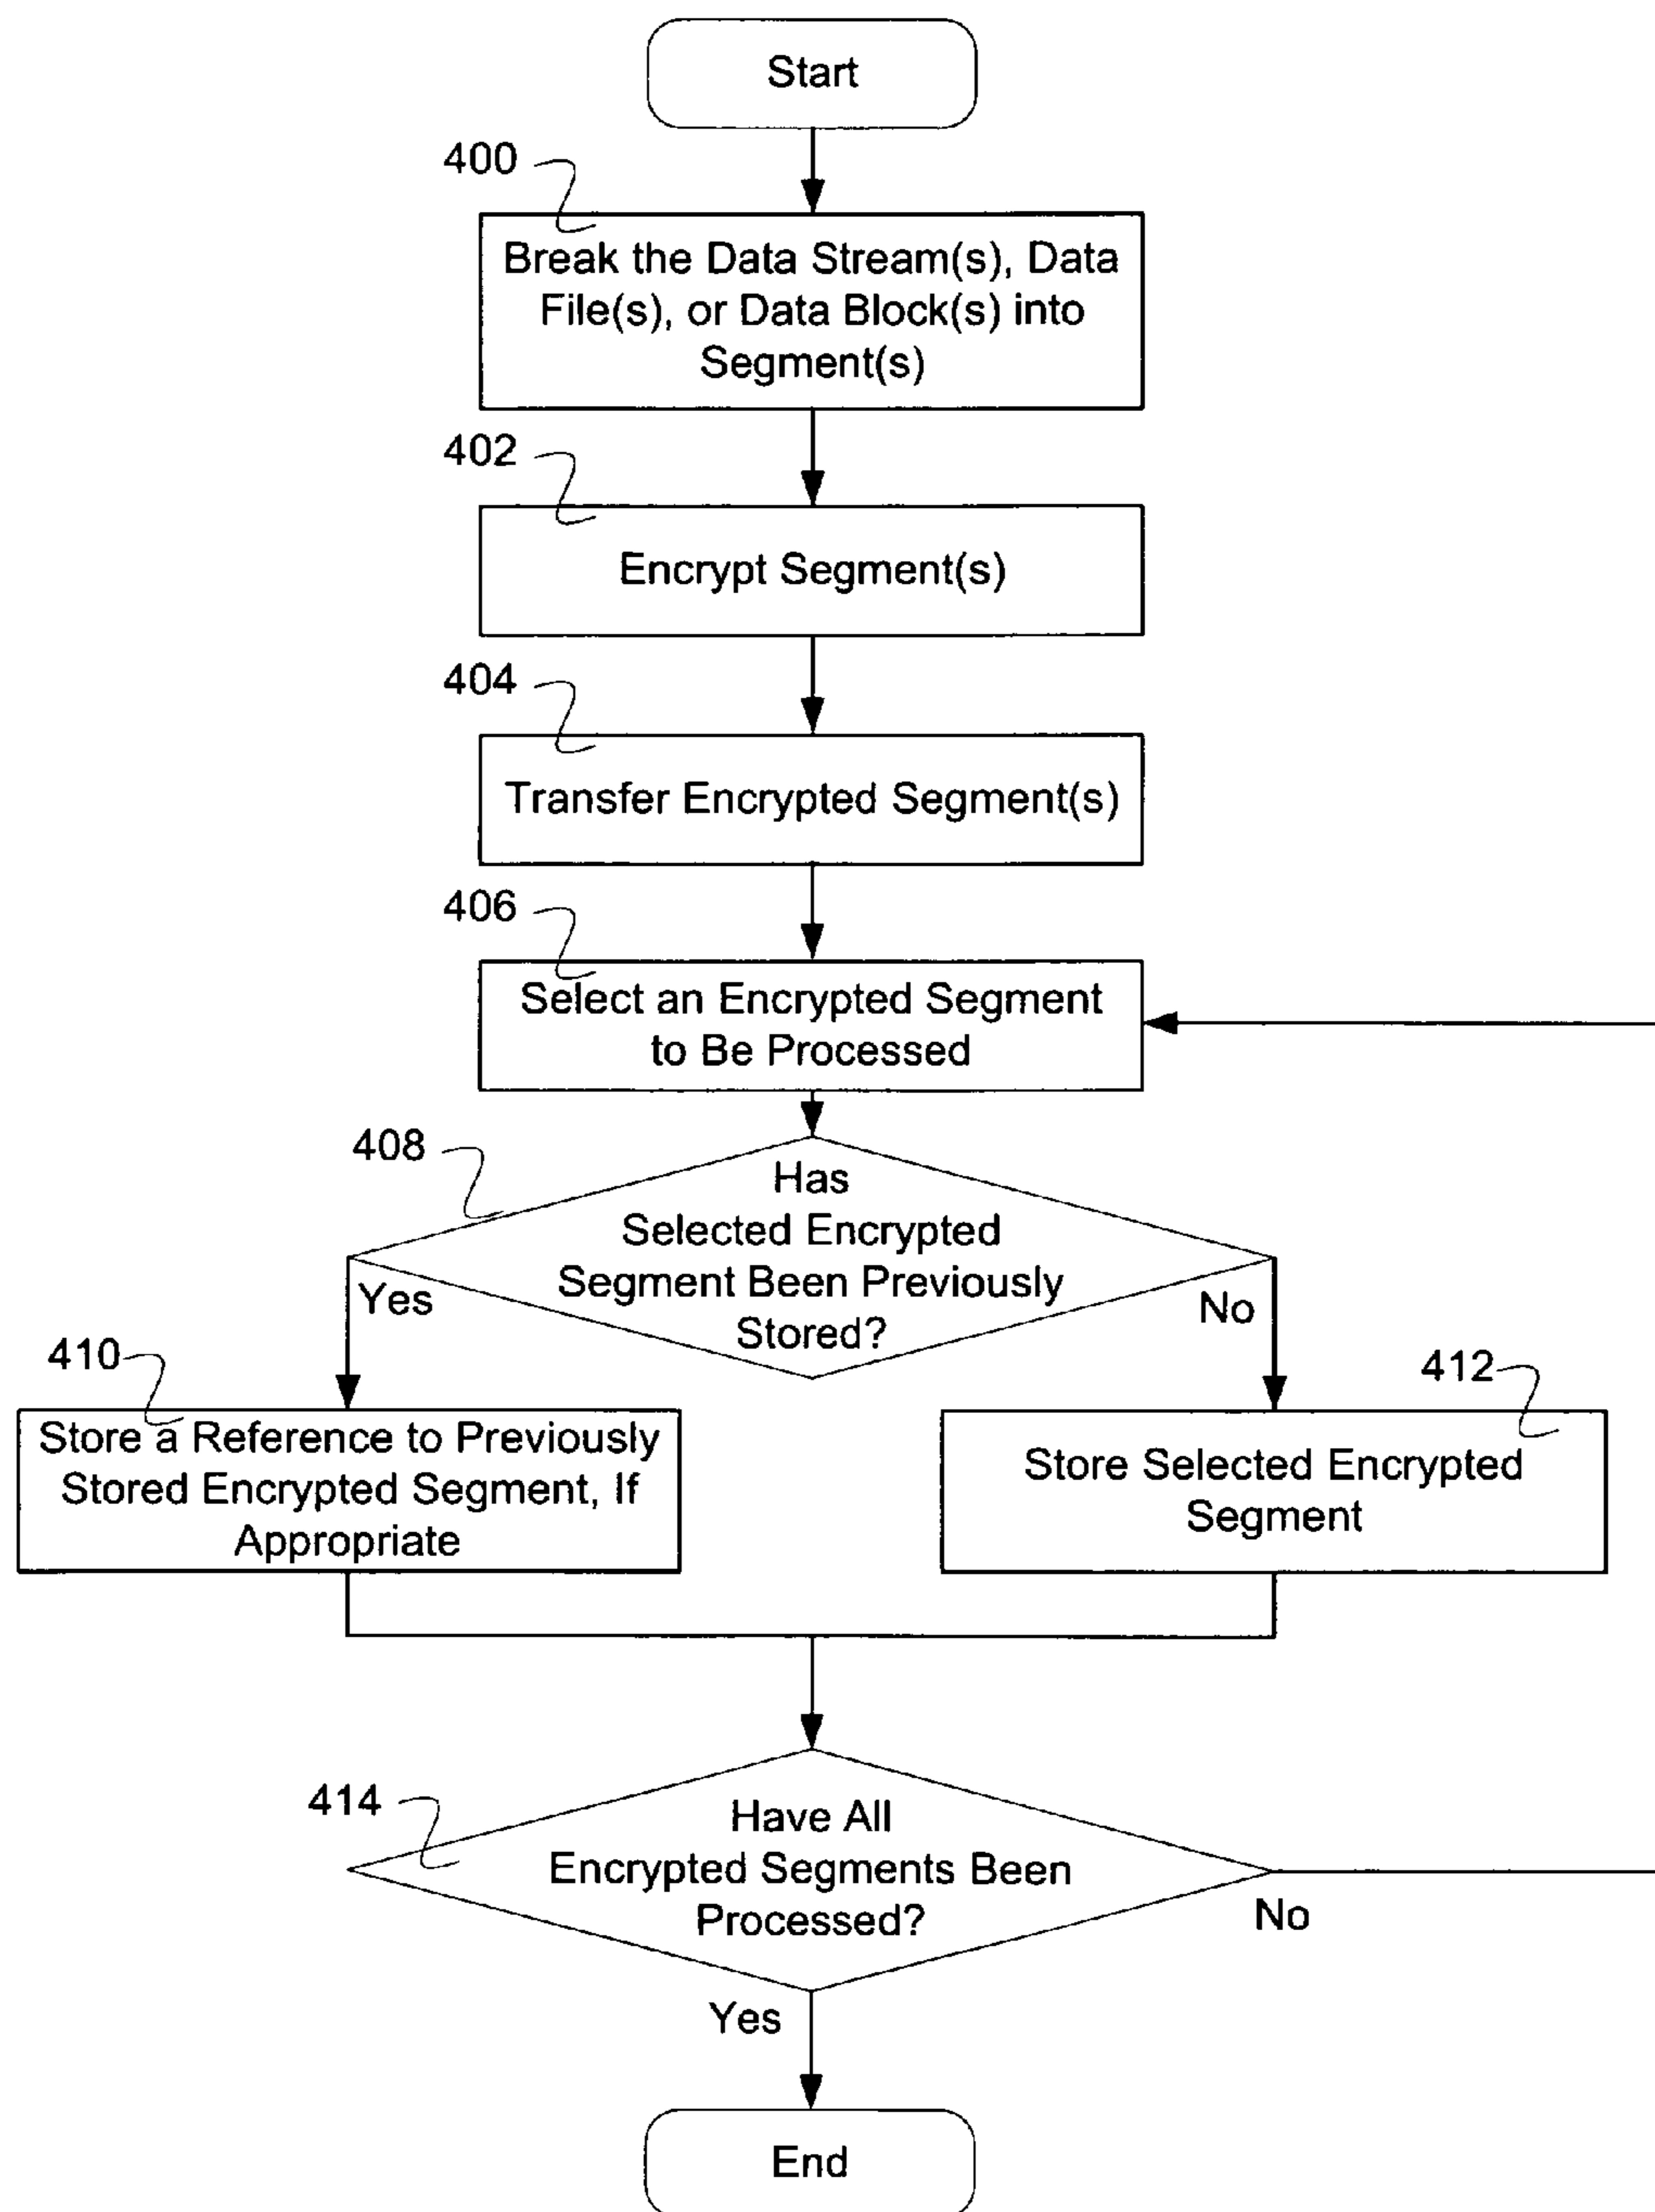 Start
400
Break the Data Stream(s), Data
File(s), or Data Block(s) into
Segment(s)
402
Encrypt Segment(s)
404
Transfer Encrypted Segment(s)
406
Select an Encrypted Segment
to Be Processed
408
Has
Selected Encrypted
Segment Been Previously
Stored?
Yes
No
410
412
Store a Reference to Previously
Stored Encrypted Segment, If
Appropriate
Store Selected Encrypted
Segment
414
Have All
Encrypted Segments Been
Processed?
No
Yes
End